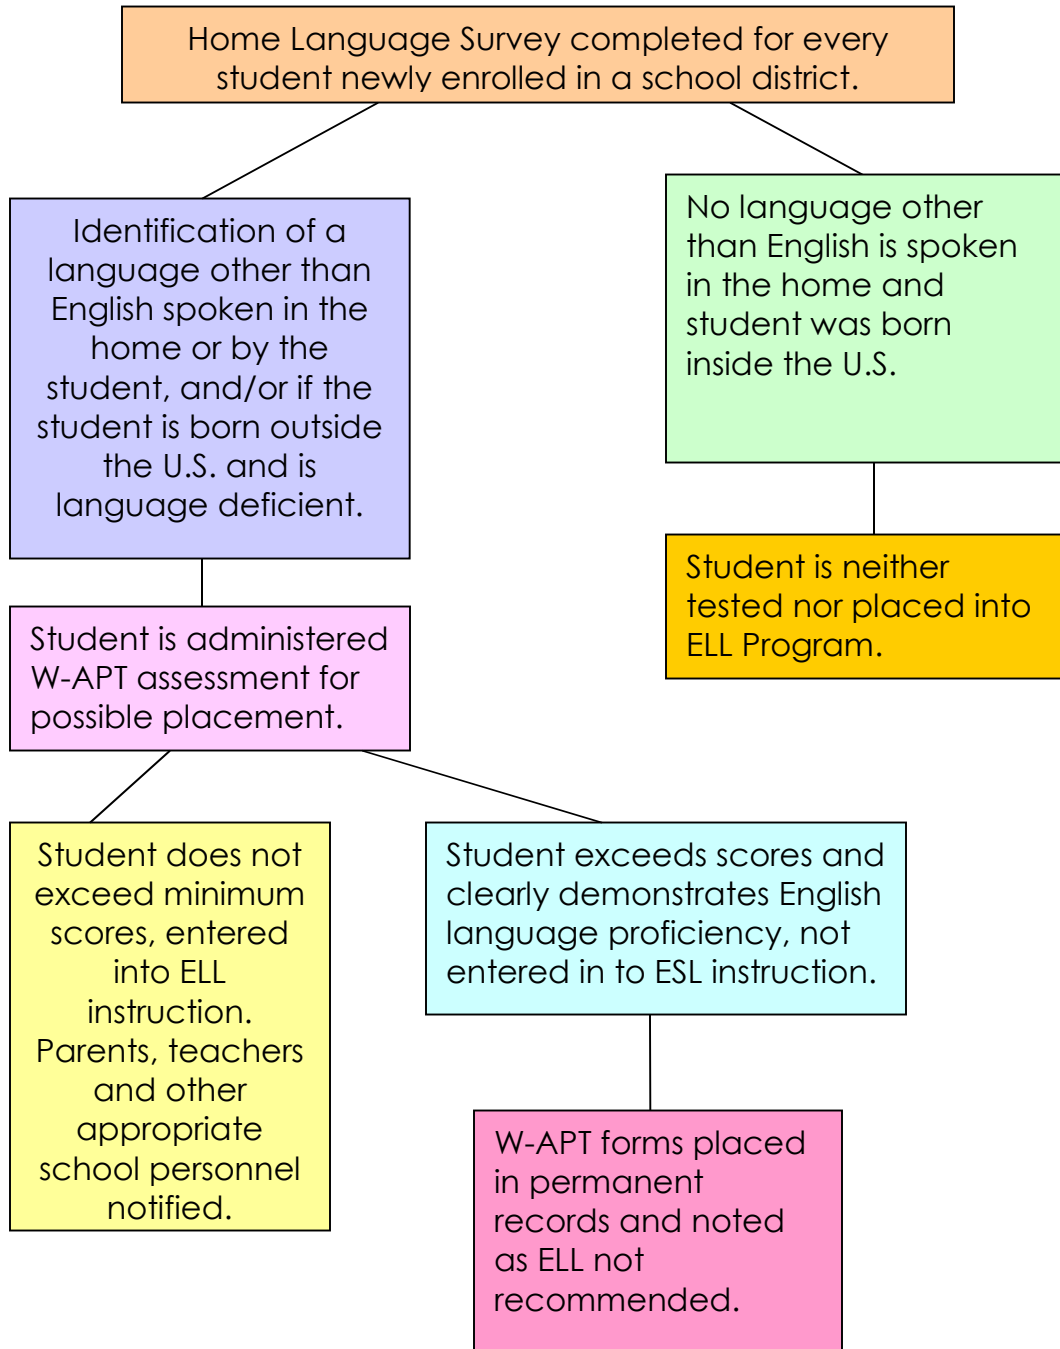 Home Language Survey completed for every
student newly enrolled in a school district.
Identification of a
language other than
English spoken in the
home or by the
student, and/or if the
student is born outside
the U.S. and is
language deficient.
No language other
than English is spoken
in the home and
student was born
inside the U.S.
Student is neither
tested nor placed into
ELL Program.
Student is administered
W-APT assessment for
possible placement.
Student does not
exceed minimum
scores, entered
into ELL
instruction.
Parents, teachers
and other
appropriate
school personnel
notified.
Student exceeds scores and
clearly demonstrates English
language proficiency, not
entered in to ESL instruction.
W-APT forms placed
in permanent
records and noted
as ELL not
recommended.